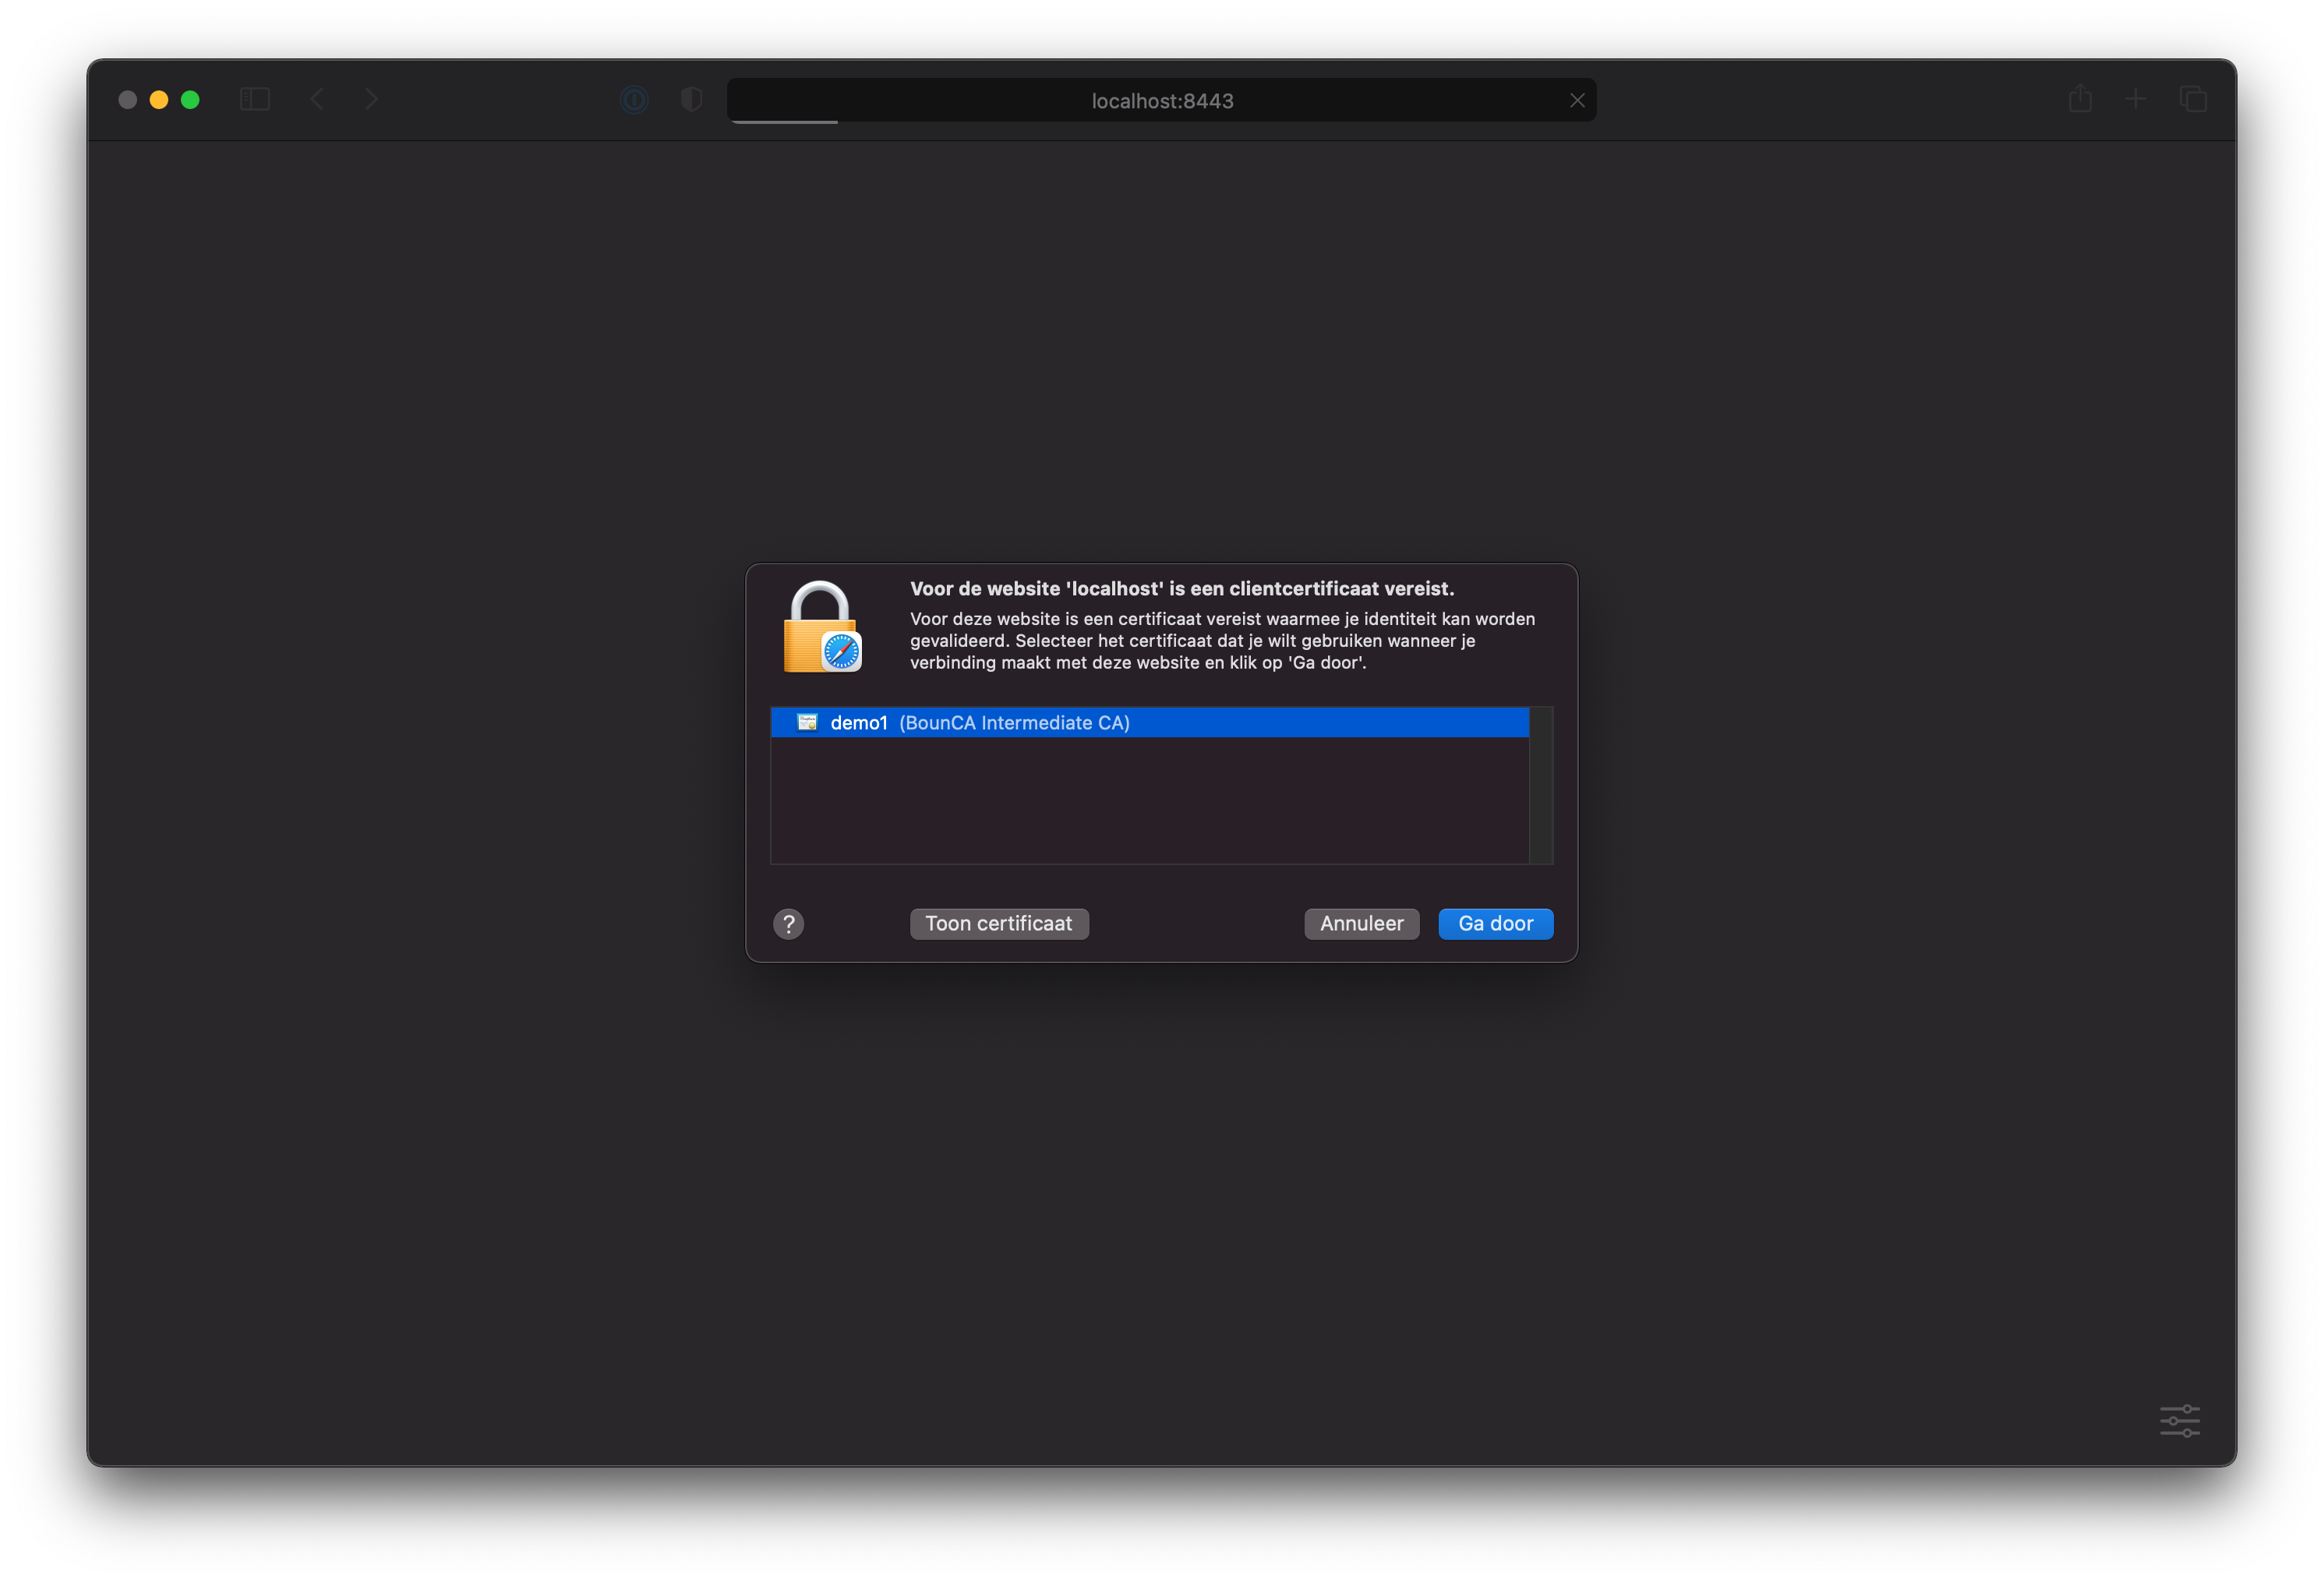 localhost:8443
Voor de website 'localhost' is een clientcertificaat vereist.
Voor deze website is een certificaat vereist waarmee je identiteit kan worden
gevalideerd. Selecteer het certificaat dat je wilt gebruiken wanneer je
verbinding maakt met deze website en klik op 'Ga door'.
demo1 (BounCA Intermediate CA)
? Toon certificaat Annuleer Ga door